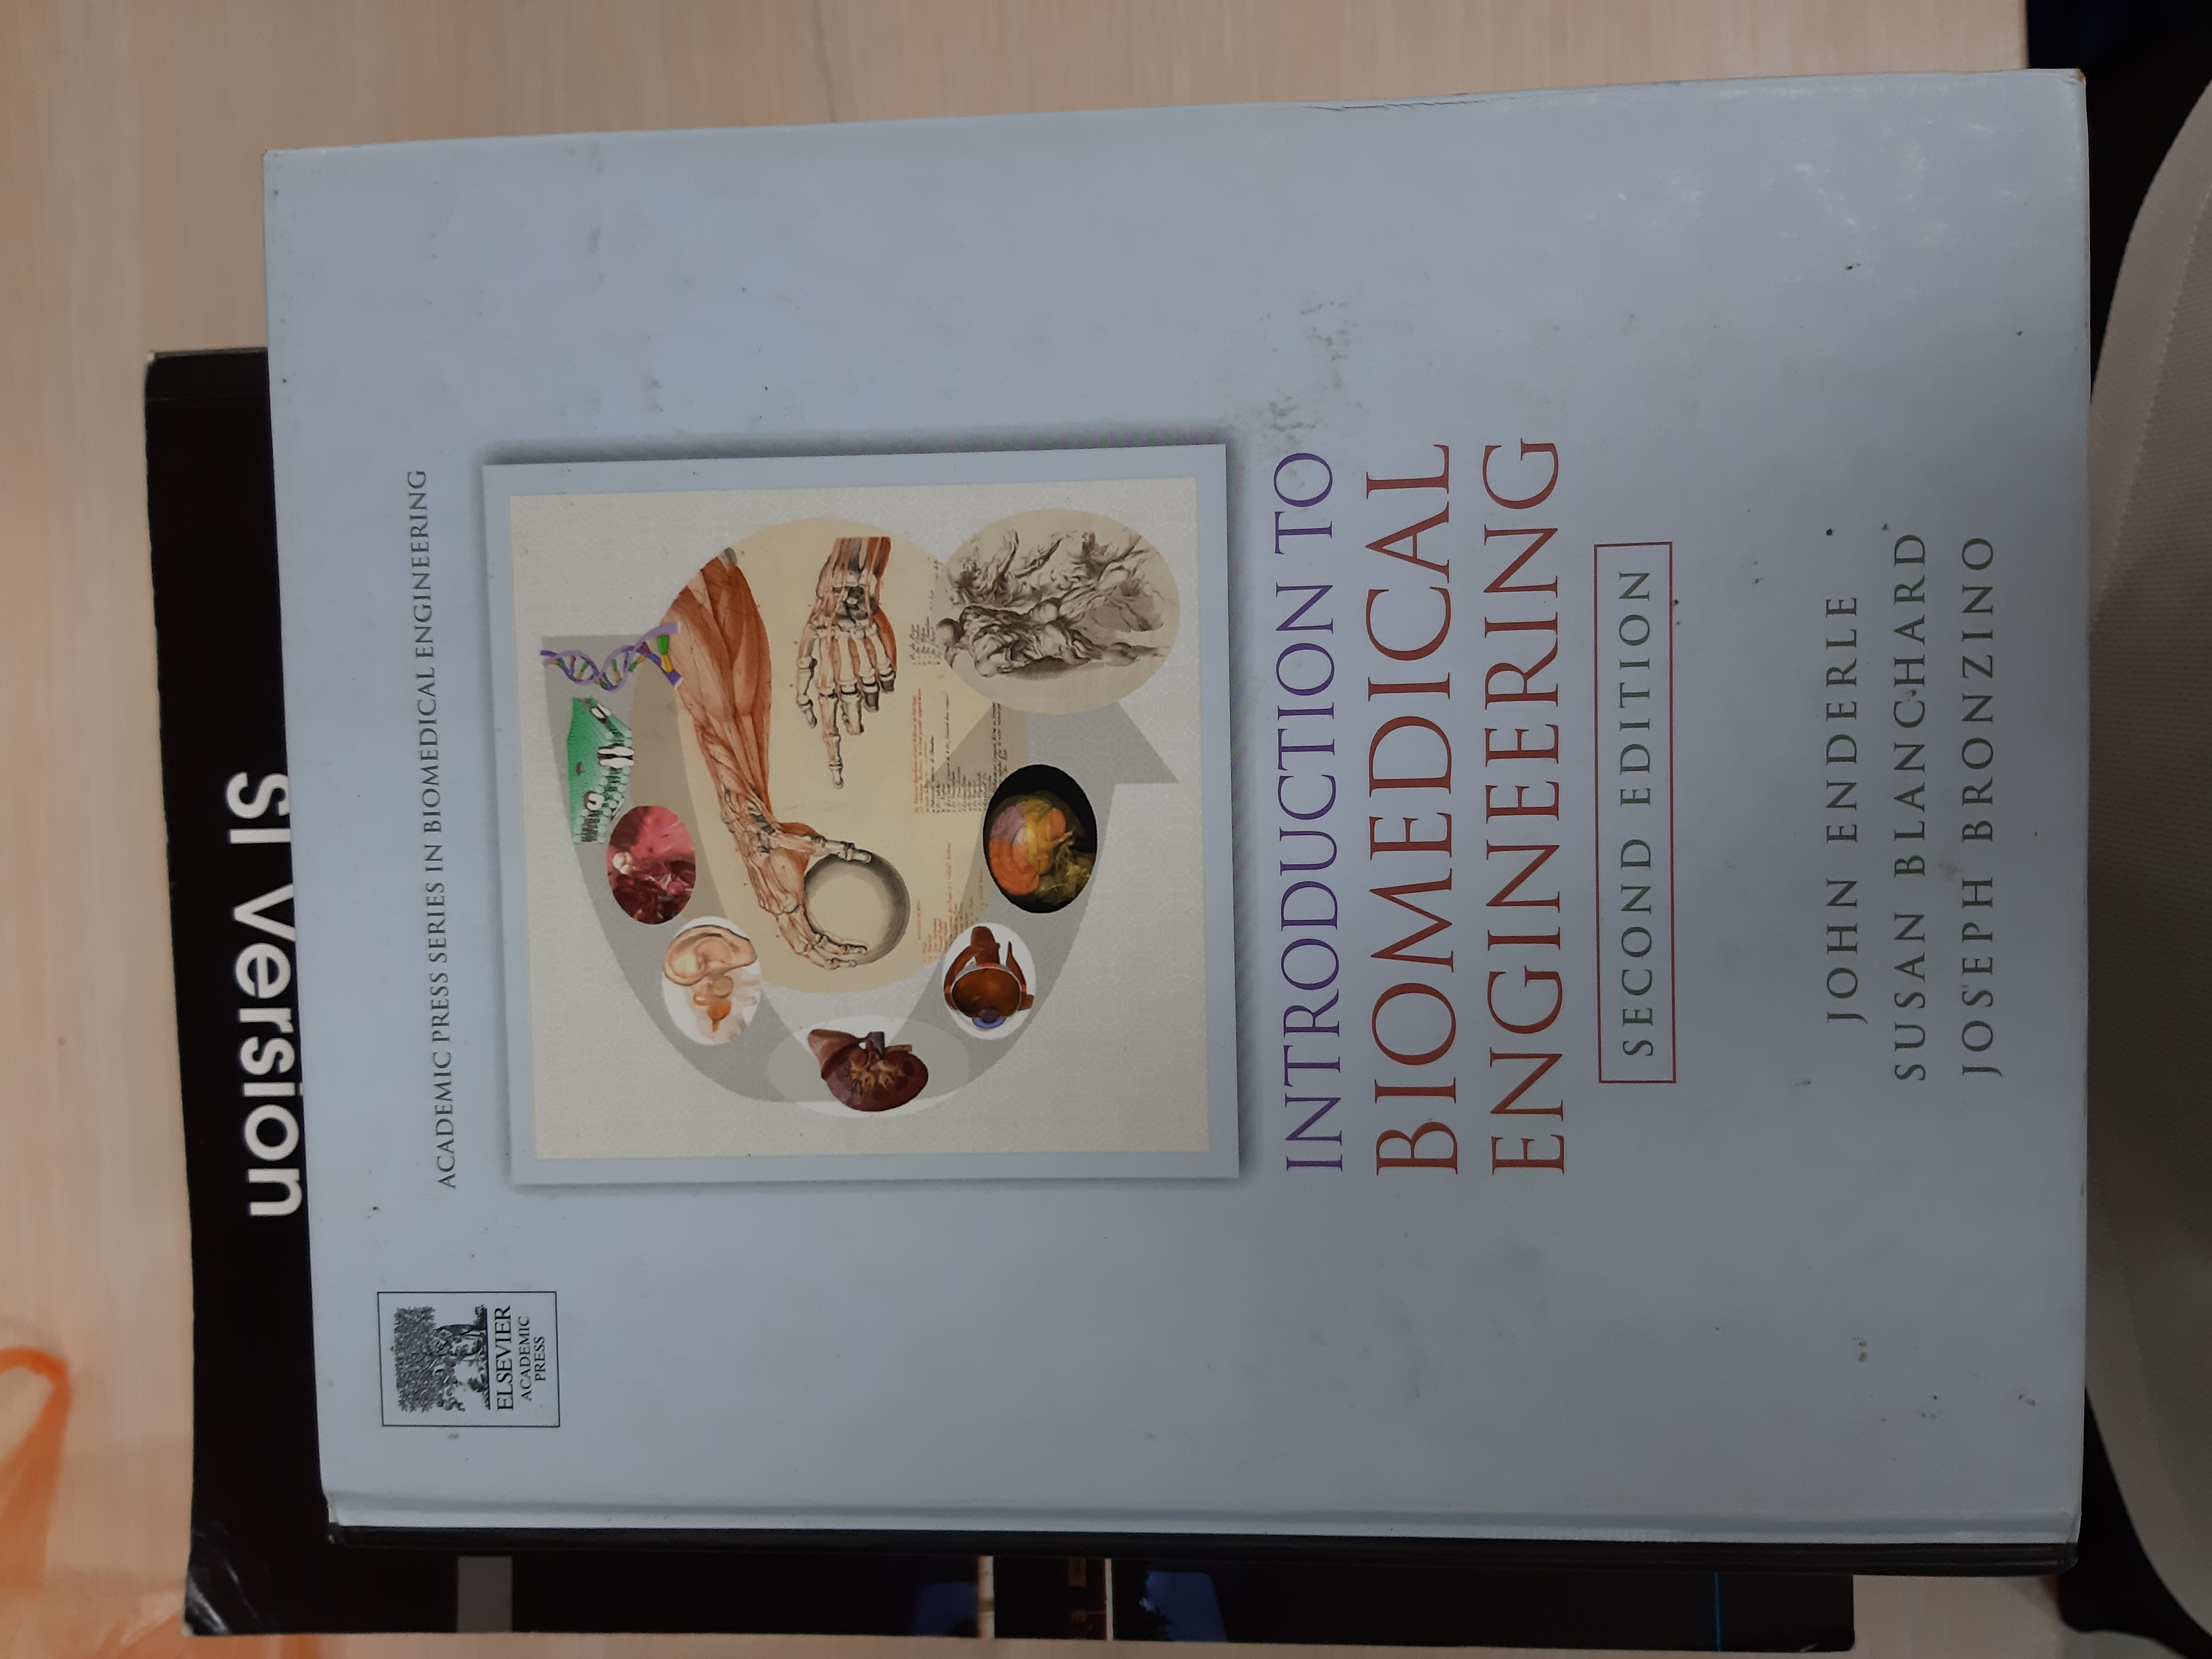 SI Version
ELSEVIER
ACADEMIC
PRESS
ACADEMIC PRESS SERIES IN BIOMEDICAL ENGINEERING
INTRODUCTION TO
BIOMEDICAL
ENGINEERING
SECOND EDITION
JOHN ENDERLE
SUSAN BLANCHARD
JOSEPH BRONZINO